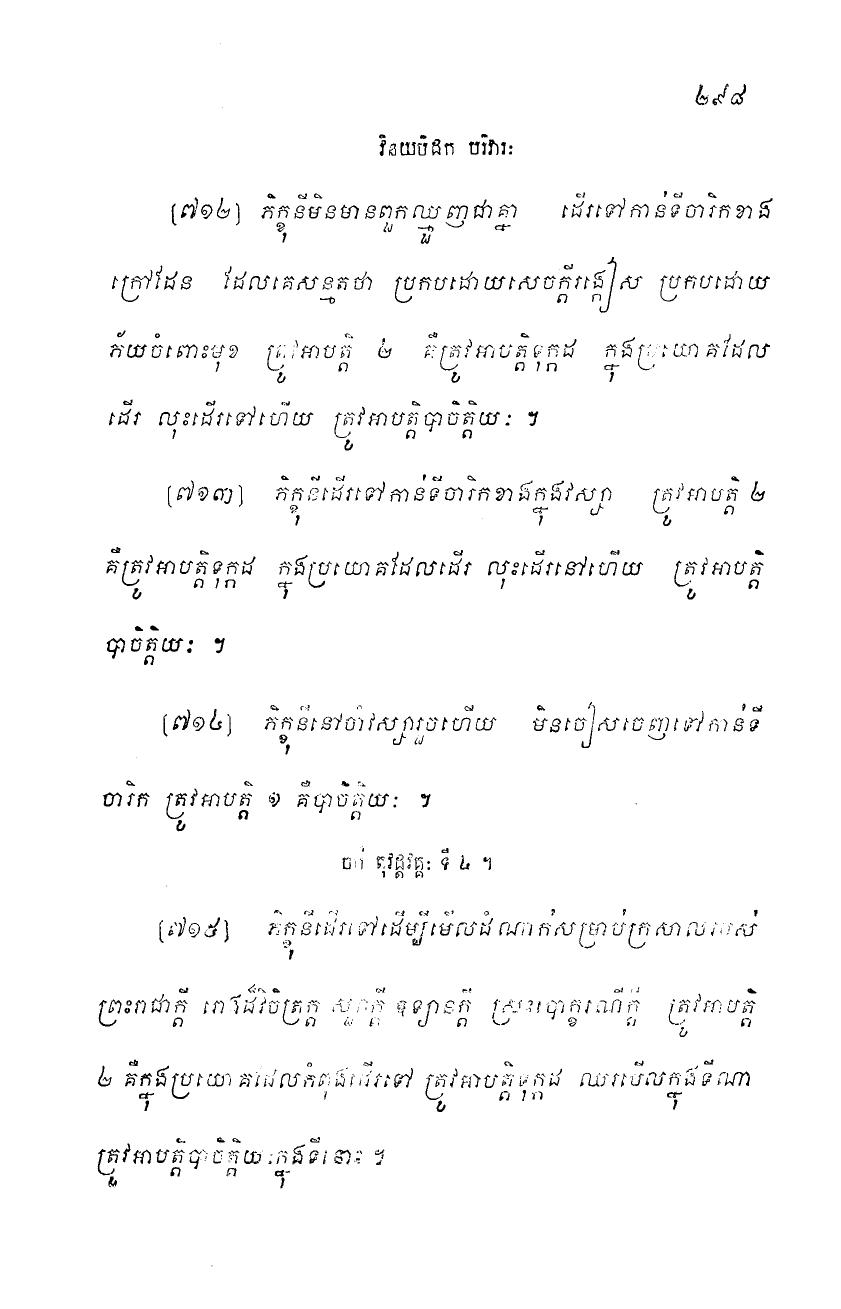 ២៩៨
វិនយបិដក បរិវារៈ
[៧១២] ភិក្ខុនីមិនមានពួកឈ្មួញជាគ្នា ដើរទៅកាន់ទីចារិកខាង
ក្រៅដែន ដែលគេសន្មតថា ប្រកបដោយសេចក្តីរង្កៀស ប្រកបដោយ
ភ័យចំពោះមុខ ត្រូវអាបត្តិ ២ គឺត្រូវអាបត្តិទុក្កដ ក្នុងប្រយោគដែល
ដើរ លុះដើរទៅហើយ ត្រូវអាបត្តិបាចិត្តិយៈ ។
[៧១៣] ភិក្ខុនីដើរទៅកាន់ទីចារិកខាងក្នុងវស្សា ត្រូវអាបត្តិ ២
គឺត្រូវអាបត្តិទុក្កដ ក្នុងប្រយោគដែលដើរ លុះដើរនៅហើយ ត្រូវអាបត្តិ
បាចិត្តិយៈ ។
[៧១៤] ភិក្ខុនីនៅចាំវស្សារួចហើយ មិនចៀសចេញទៅកាន់ទី
ចារិក ត្រូវអាបត្តិ ១ គឺបាចិត្តិយៈ ។
ចប់ តុវដ្ដវគ្គៈ ទី ៤ ។
[៧១៥] ភិក្ខុនីដើរទៅដើម្បីមើលដំណាក់សម្រាប់ក្រសាលរបស់
ព្រះរាជាក្តី រោងដ៏វិចិត្រក្ត សួនក្តី ឧទ្យានក្តី ស្រះបោក្ខរណីក្តី ត្រូវអាបត្តិ
២ គឺក្នុងប្រយោគដែលកំពុងដើរទៅ ត្រូវអាបត្តិទុក្កដ ឈរមើលក្នុងទីណា
ត្រូវអាបត្តិបាចិត្តិយៈក្នុងទីនោះ ។